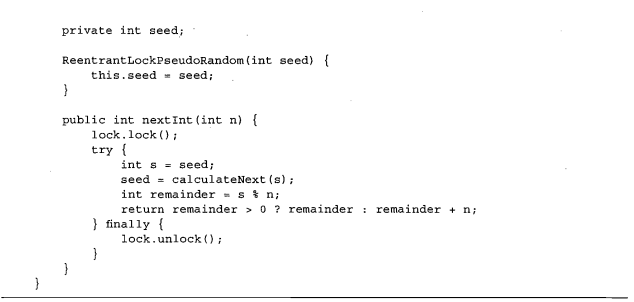 private int seed;
ReentrantLockPseudoRandom(int seed) {
this.seed = seed;
}
public int nextInt(int n) {
lock.lock();
try {
int s = seed;
seed = calculateNext(s);
int remainder = s % n;
return remainder > 0 ? remainder : remainder + n;
} finally {
lock.unlock();
}
}
}